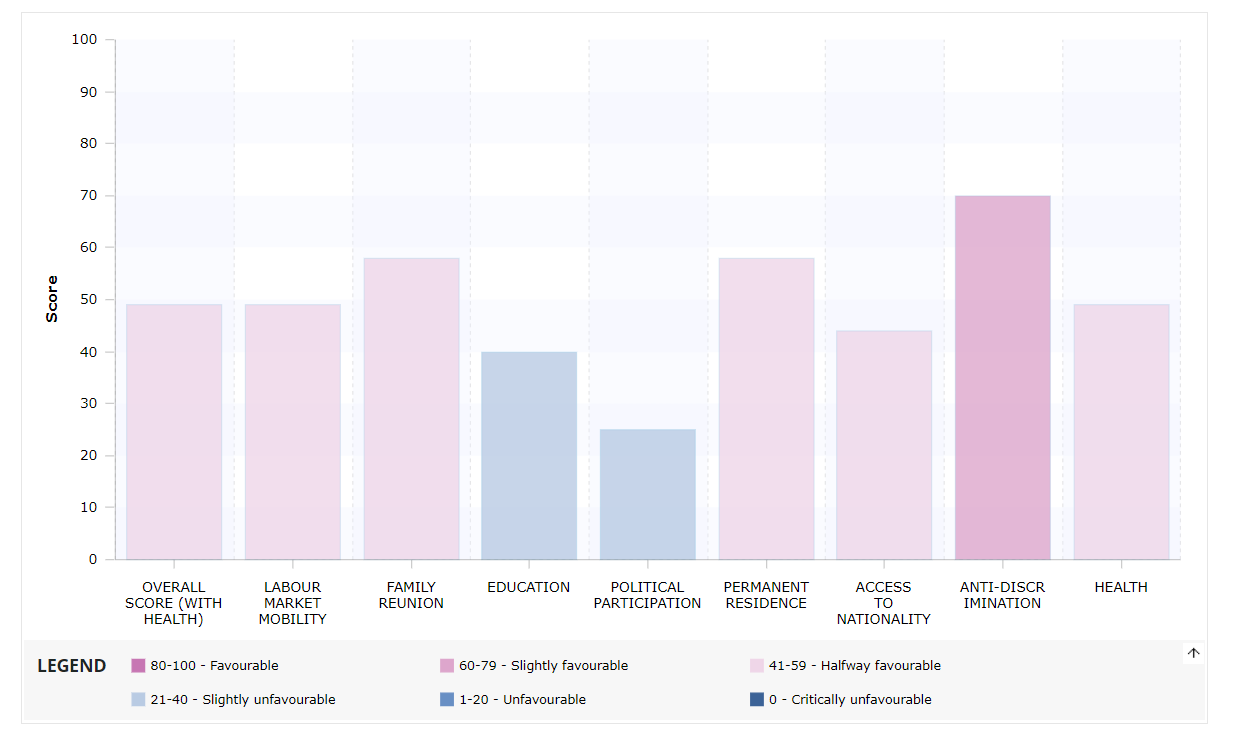 100
90
80
70
60
50
40
30
20
10
0
Score
OVERALL
SCORE (WITH
HEALTH)
LABOUR
MARKET
MOBILITY
FAMILY
REUNION
EDUCATION
POLITICAL
PARTICIPATION
PERMANENT
RESIDENCE
ACCESS
TO
NATIONALITY
ANTI-DISCR
IMINATION
HEALTH
LEGEND
80-100 - Favourable
60-79 - Slightly favourable
41-59 - Halfway favourable
21-40 - Slightly unfavourable
1-20 - Unfavourable
0 - Critically unfavourable